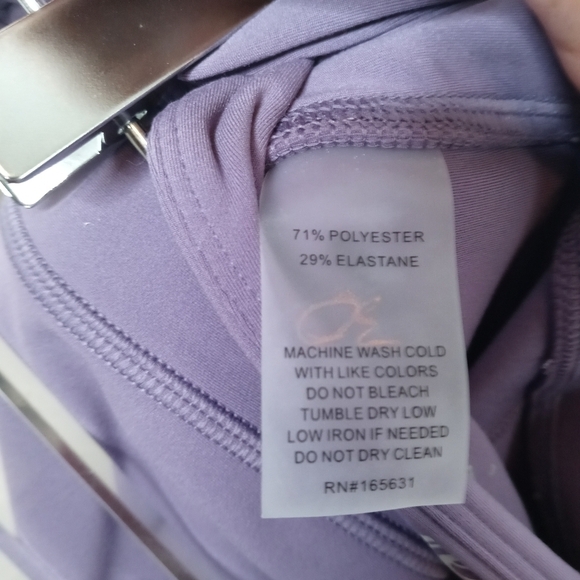 71% POLYESTER
29% ELASTANE
MACHINE WASH COLD
WITH LIKE COLORS
DO NOT BLEACH
TUMBLE DRY LOW
LOW IRON IF NEEDED
DO NOT DRY CLEAN
RN#165631